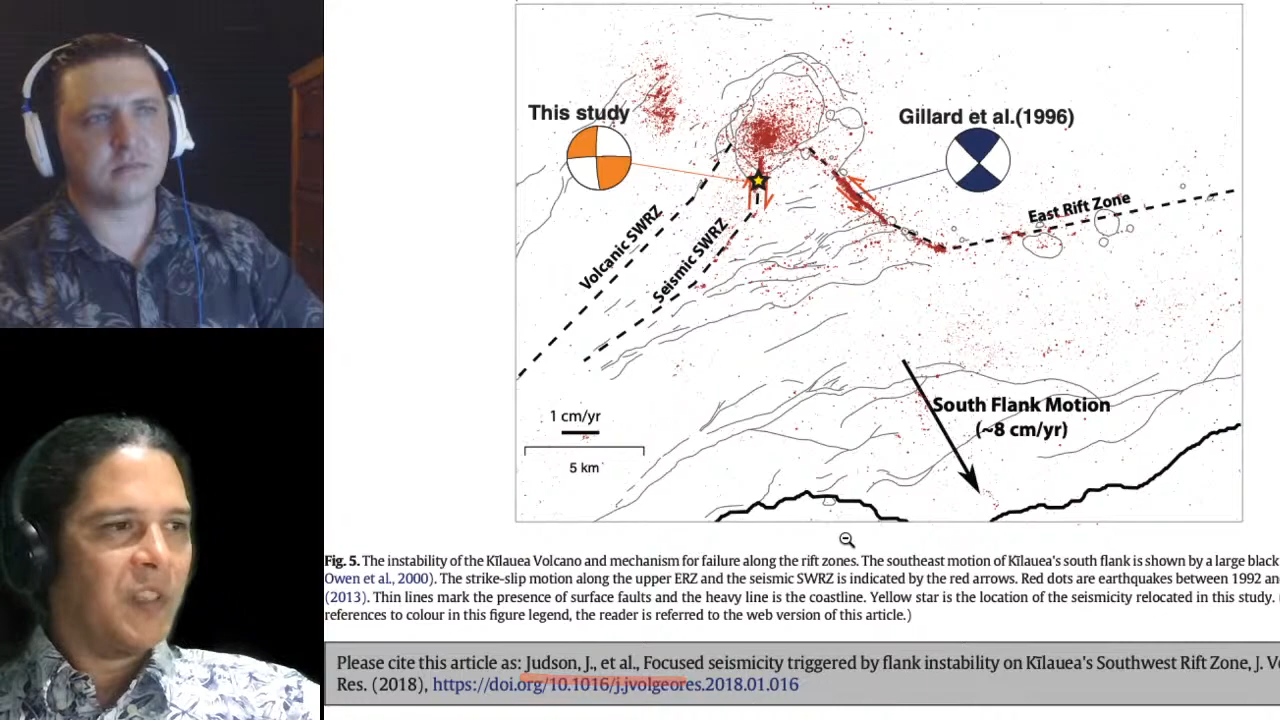 This study
Gillard et al.(1996)
Volcanic SWRZ
Seismic SWRZ
East Rift Zone
1 cm/yr
5 km
South Flank Motion
(~8 cm/yr)
Fig. 5. The instability of the Kīlauea Volcano and mechanism for failure along the rift zones. The southeast motion of Kīlauea's south flank is shown by a large black
Owen et al., 2000). The strike-slip motion along the upper ERZ and the seismic SWRZ is indicated by the red arrows. Red dots are earthquakes between 1992 an
(2013). Thin lines mark the presence of surface faults and the heavy line is the coastline. Yellow star is the location of the seismicity relocated in this study. (
references to colour in this figure legend, the reader is referred to the web version of this article.)
Please cite this article as: Judson, J., et al., Focused seismicity triggered by flank instability on Kīlauea's Southwest Rift Zone, J. Vo
Res. (2018), https://doi.org/10.1016/j.jvolgeores.2018.01.016